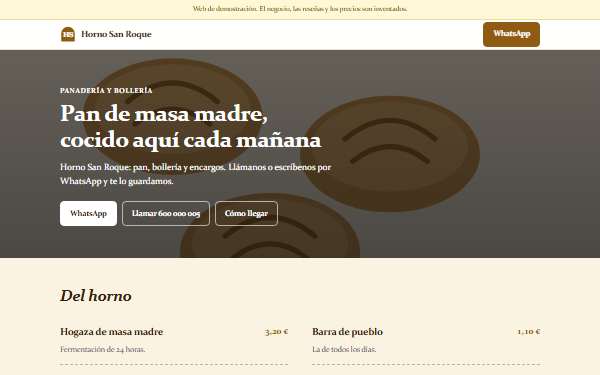 Web de demostración. El negocio, las reseñas y los precios son inventados.
HS Horno San Roque
WhatsApp
PANADERÍA Y BOLLERÍA
Pan de masa madre,
cocido aquí cada mañana
Horno San Roque: pan, bollería y encargos. Llámanos o escríbenos por
WhatsApp y te lo guardamos.
WhatsApp
Llamar 600 000 005
Cómo llegar
Del horno
Hogaza de masa madre 3,20 €
Fermentación de 24 horas.
Barra de pueblo 1,10 €
La de todos los días.